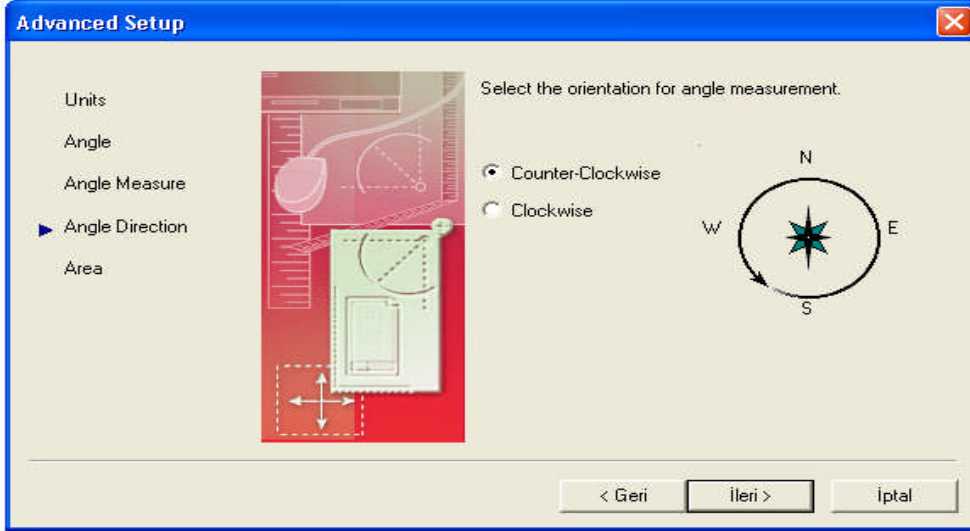 Advanced Setup
Units
Angle
Angle Measure
Angle Direction
Area
Select the orientation for angle measurement.
Counter-Clockwise
Clockwise
N
W
E
S
< Geri
İleri >
İptal